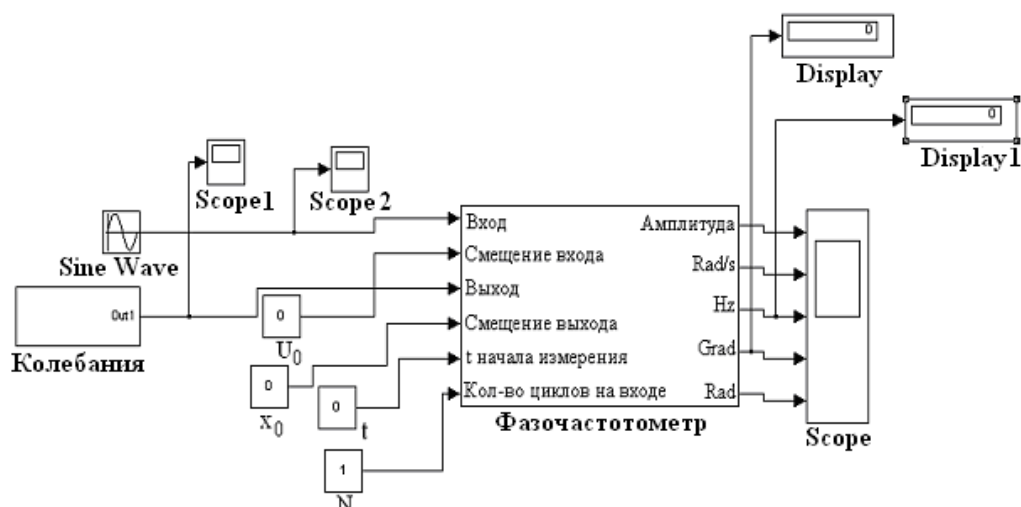 0
Display
0
Display1
Scope1
Scope 2
Sine Wave
Out1
Колебания
0
U0
0
x0
0
t
1
N
Вход
Смещение входа
Выход
Смещение выхода
t начала измерения
Кол-во циклов на входе
Амплитуда
Rad/s
Hz
Grad
Rad
Фазочастотометр
Scope